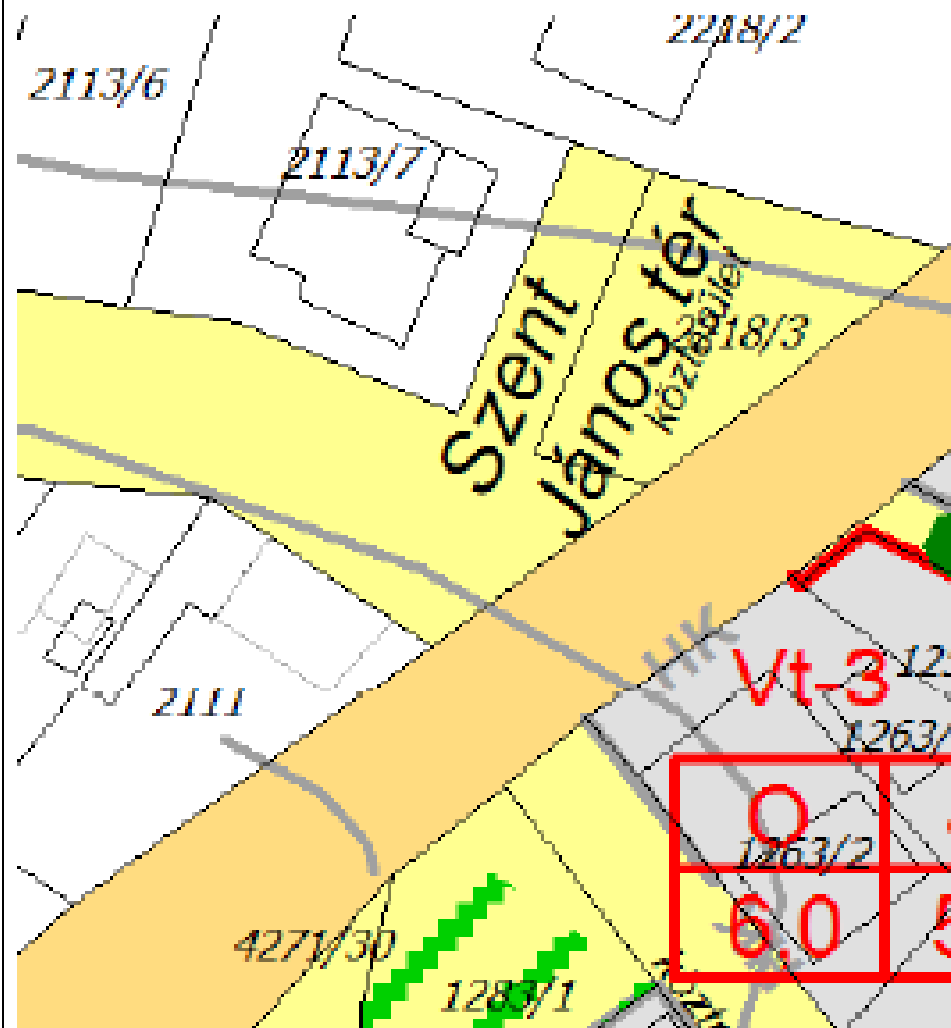 2218/2
2113/6
2113/7
Szent
János tér
közterület
2218/3
HK
Vt-3
2111
1263/
O
1263/2
6,0
4271/30
1283/1